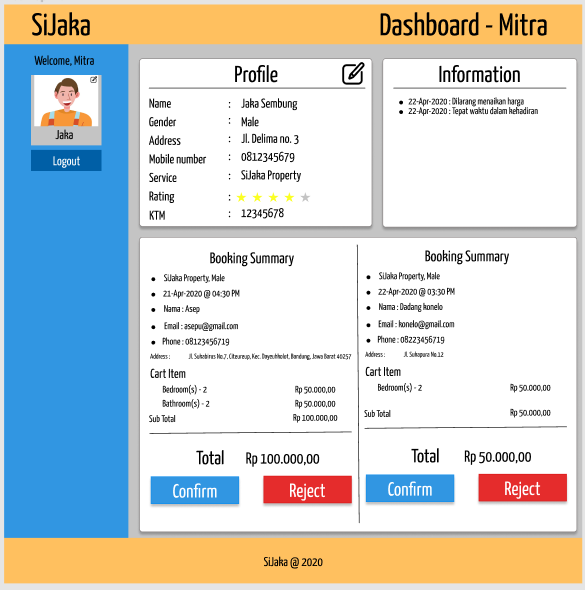 SiJaka
Dashboard - Mitra
Welcome, Mitra
Jaka
Logout
Profile
Name : Jaka Sembung
Gender : Male
Address : Jl. Delima no. 3
Mobile number : 0812345679
Service : SiJaka Property
Rating :
KTM : 12345678
Information
22-Apr-2020 : Dilarang menaikan harga
22-Apr-2020 : Tepat waktu dalam kehadiran
Booking Summary
SiJaka Property, Male
21-Apr-2020 @ 04:30 PM
Nama : Asep
Email : asepu@gmail.com
Phone : 08123456719
Address : Jl. Sukabirus No.7, Citeureup, Kec. Dayeuhkolot, Bandung, Jawa Barat 40257
Cart Item
Bedroom(s) - 2 Rp 50.000,00
Bathroom(s) - 2 Rp 50.000,00
Sub Total Rp 100.000,00
Total Rp 100.000,00
Confirm Reject
Booking Summary
SiJaka Property, Male
22-Apr-2020 @ 03:30 PM
Nama : Dadang konelo
Email : konelo@gmail.com
Phone : 08223456719
Address : Jl. Sukapura No.12
Cart Item
Bedroom(s) - 2 Rp 50.000,00
Sub Total Rp 50.000,00
Total Rp 50.000,00
Confirm Reject
SiJaka @ 2020